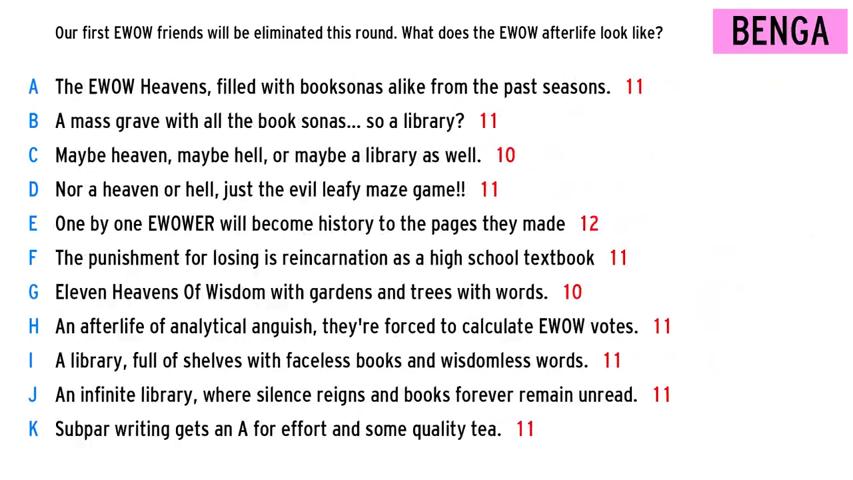 Our first EWOW friends will be eliminated this round. What does the EWOW afterlife look like?
BENGA
A The EWOW Heavens, filled with booksonas alike from the past seasons. 11
B A mass grave with all the book sonas... so a library? 11
C Maybe heaven, maybe hell, or maybe a library as well. 10
D Nor a heaven or hell, just the evil leafy maze game!! 11
E One by one EWOWER will become history to the pages they made 12
F The punishment for losing is reincarnation as a high school textbook 11
G Eleven Heavens Of Wisdom with gardens and trees with words. 10
H An afterlife of analytical anguish, they're forced to calculate EWOW votes. 11
I A library, full of shelves with faceless books and wisdomless words. 11
J An infinite library, where silence reigns and books forever remain unread. 11
K Subpar writing gets an A for effort and some quality tea. 11